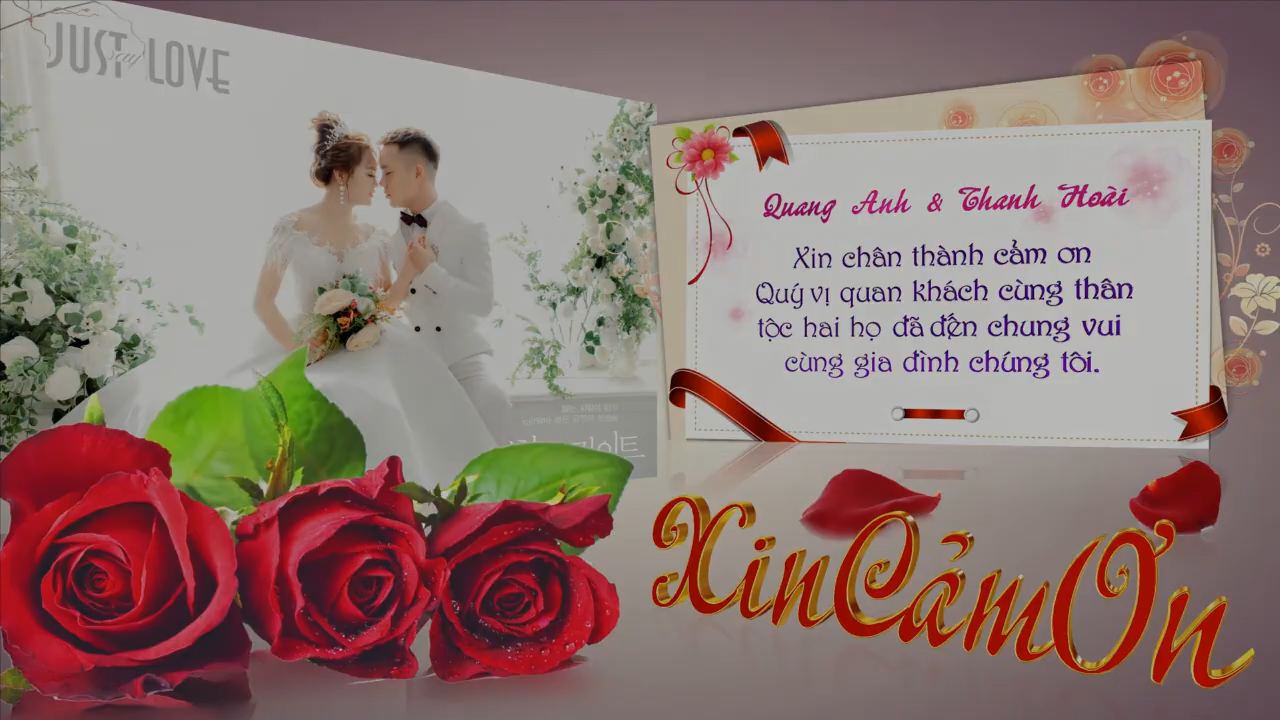 JUST say LOVE
Quang Anh & Thanh Hoài
Xin chân thành cảm ơn
Quý vị quan khách cùng thân
tộc hai họ đã đến chung vui
cùng gia đình chúng tôi.
Xin Cảm Ơn